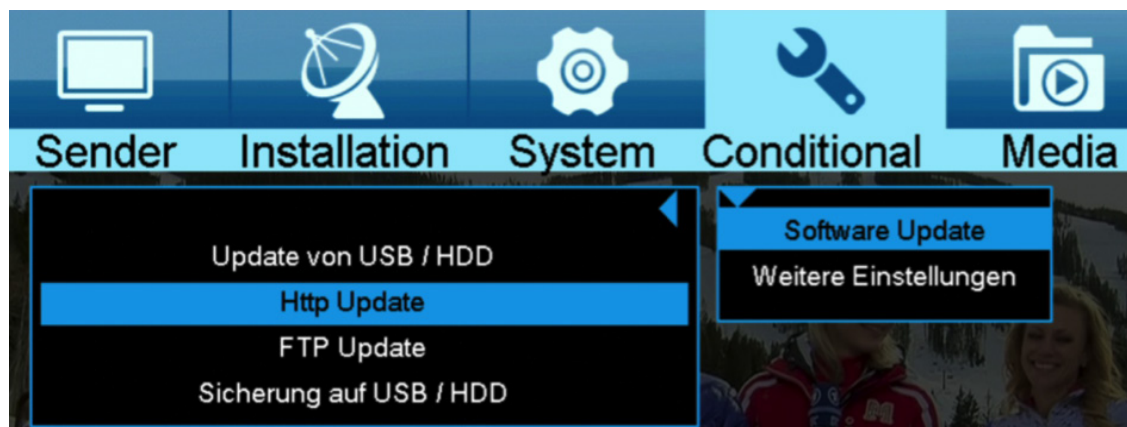 Sender
Installation
System
Conditional
Media
Update von USB / HDD
Http Update
FTP Update
Sicherung auf USB / HDD
Software Update
Weitere Einstellungen